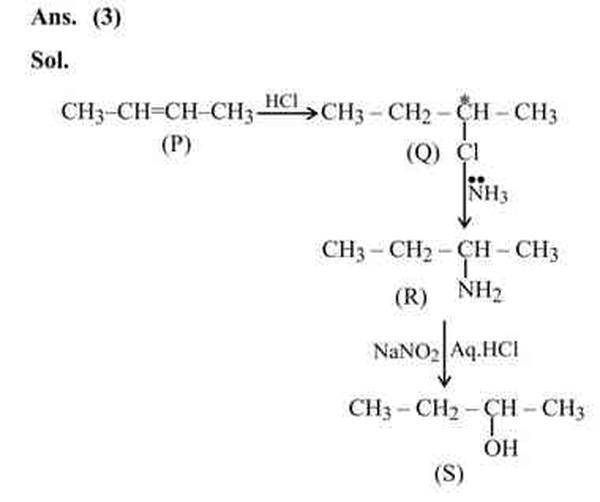 Ans. (3)
Sol.
CH3–CH=CH–CH3 HCl CH3 – CH2 – *CH – CH3
(P)
(Q) Cl
N̈H3
CH3 – CH2 – CH – CH3
(R) NH2
NaNO2 Aq.HCl
CH3 – CH2 – CH – CH3
OH
(S)